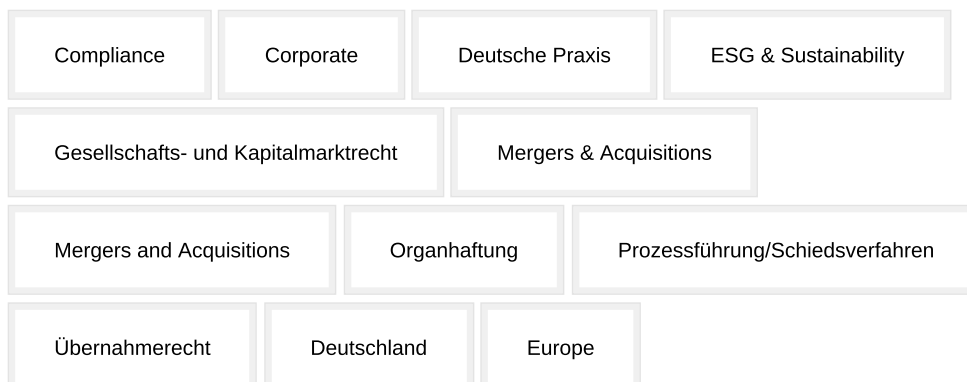 Compliance Corporate Deutsche Praxis ESG & Sustainability
Gesellschafts- und Kapitalmarktrecht Mergers & Acquisitions
Mergers and Acquisitions Organhaftung Prozessführung/Schiedsverfahren
Übernahmerecht Deutschland Europe